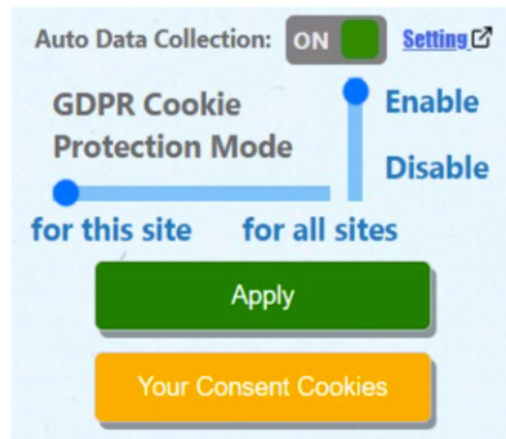 Auto Data Collection: ON Setting
GDPR Cookie
Protection Mode
Enable
Disable
for this site for all sites
Apply
Your Consent Cookies